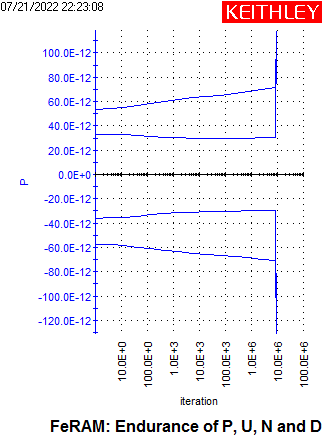 07/21/2022 22:23:08
KEITHLEY
100.0E-12
80.0E-12
60.0E-12
40.0E-12
20.0E-12
0.0E+0
-20.0E-12
-40.0E-12
-60.0E-12
-80.0E-12
-100.0E-12
-120.0E-12
P
10.0E+0
100.0E+0
1.0E+3
10.0E+3
100.0E+3
1.0E+6
10.0E+6
100.0E+6
iteration
FeRAM: Endurance of P, U, N and D